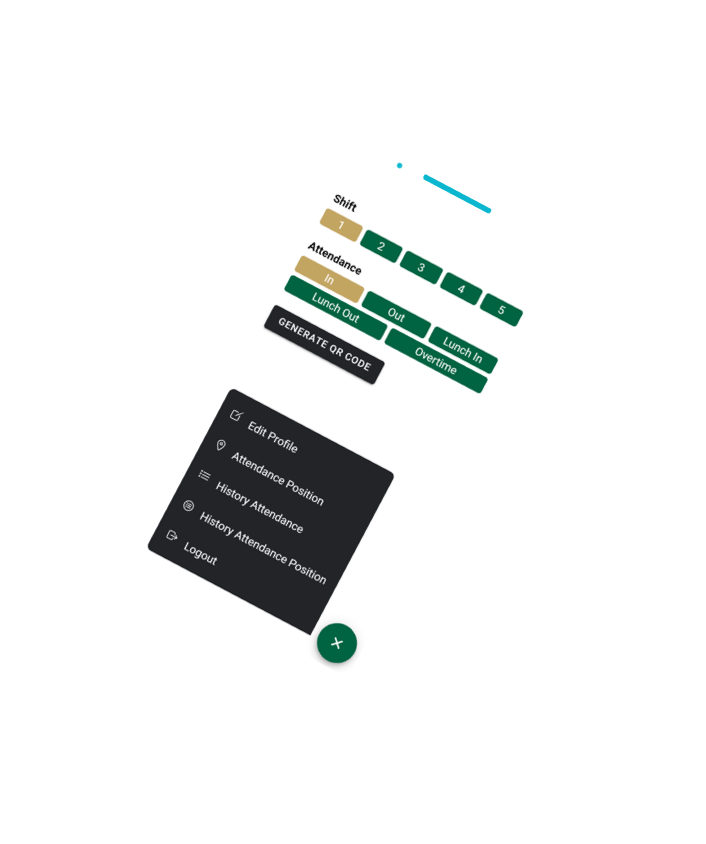 Shift
1 2 3 4 5
Attendance
In Out Lunch In
Lunch Out Overtime
GENERATE QR CODE
Edit Profile
Attendance Position
History Attendance
History Attendance Position
Logout